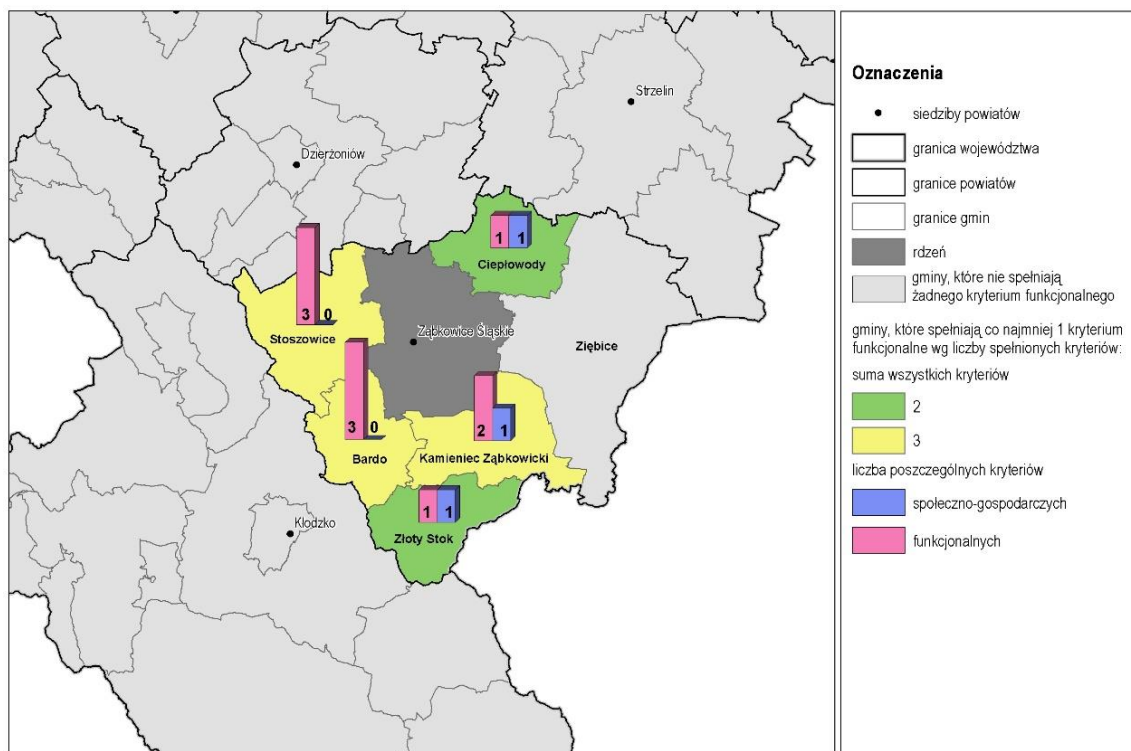 Strzelin
Dzierżoniów
1 1
Ciepłowody
3 0
Stoszowice
Ząbkowice Śląskie
Ziębice
3 0
Bardo
2 1
Kamieniec Ząbkowicki
1 1
Złoty Stok
Kłodzko
Oznaczenia
siedziby powiatów
granica województwa
granice powiatów
granice gmin
rdzeń
gminy, które nie spełniają
żadnego kryterium funkcjonalnego
gminy, które spełniają co najmniej 1 kryterium
funkcjonalne wg liczby spełnionych kryteriów:
suma wszystkich kryteriów
2
3
liczba poszczególnych kryteriów
społeczno-gospodarczych
funkcjonalnych